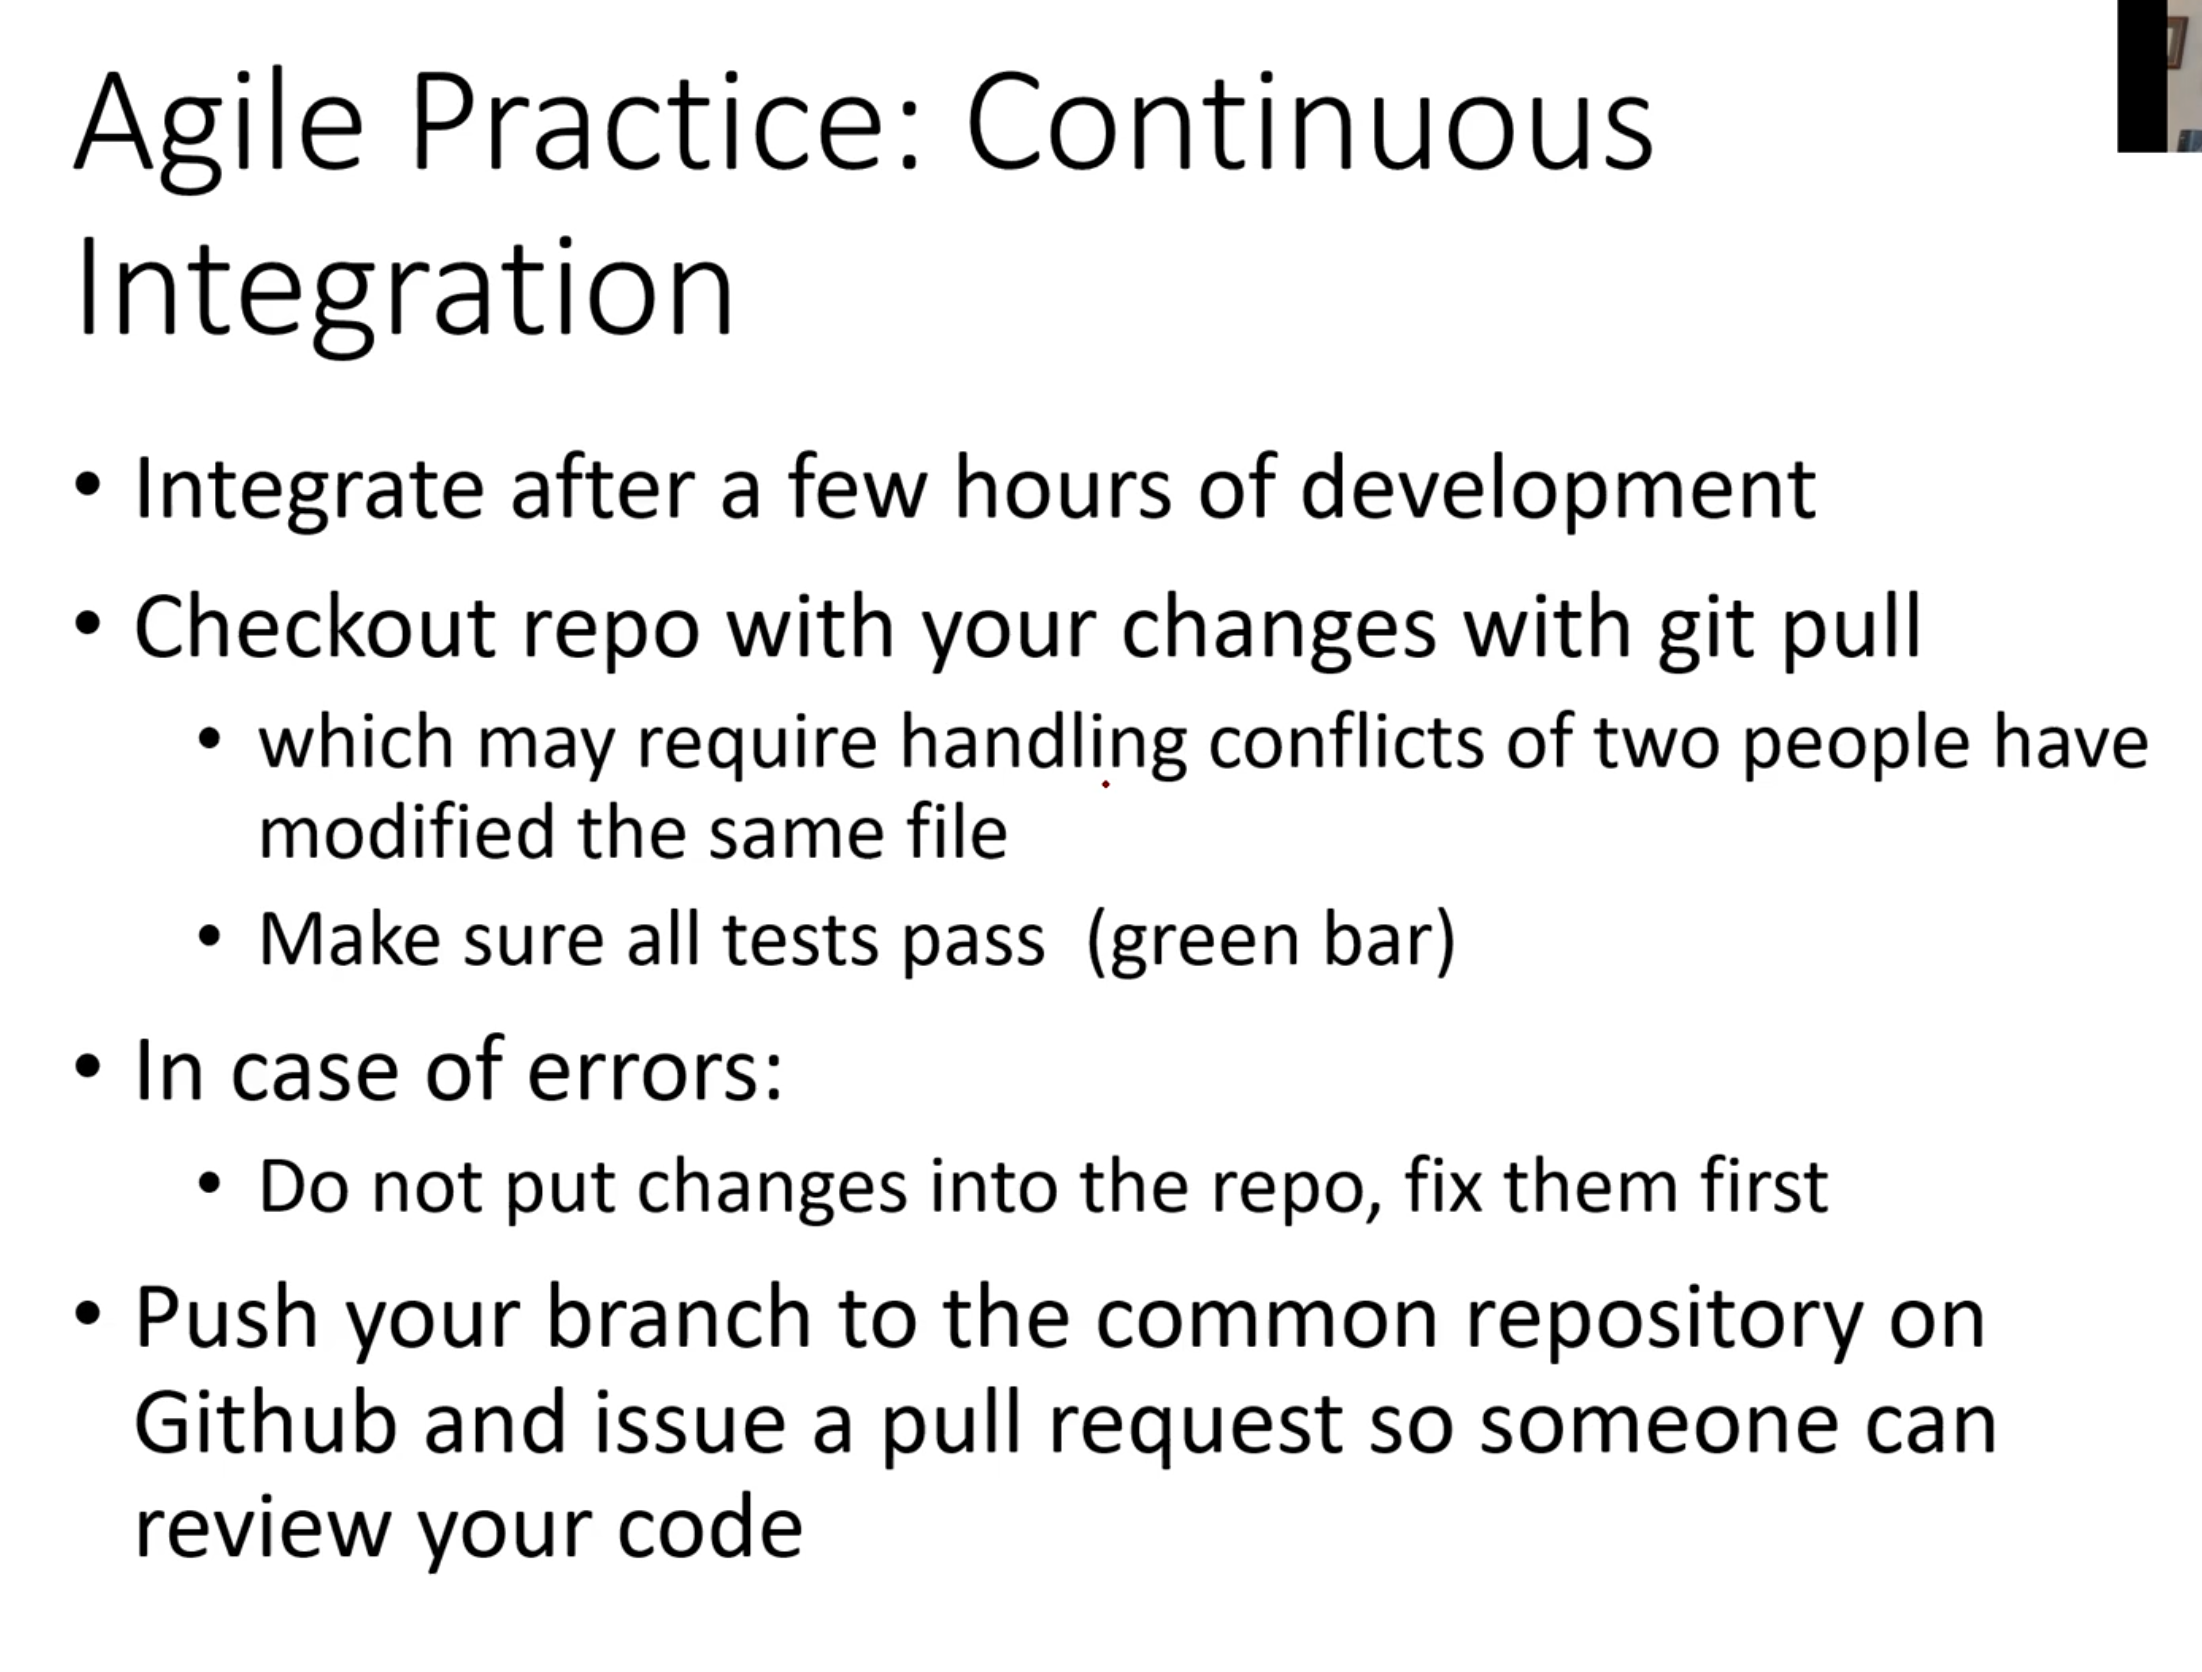 Agile Practice: Continuous
Integration
• Integrate after a few hours of development
• Checkout repo with your changes with git pull
• which may require handling conflicts of two people have
modified the same file
• Make sure all tests pass  (green bar)
• In case of errors:
• Do not put changes into the repo, fix them first
• Push your branch to the common repository on
Github and issue a pull request so someone can
review your code